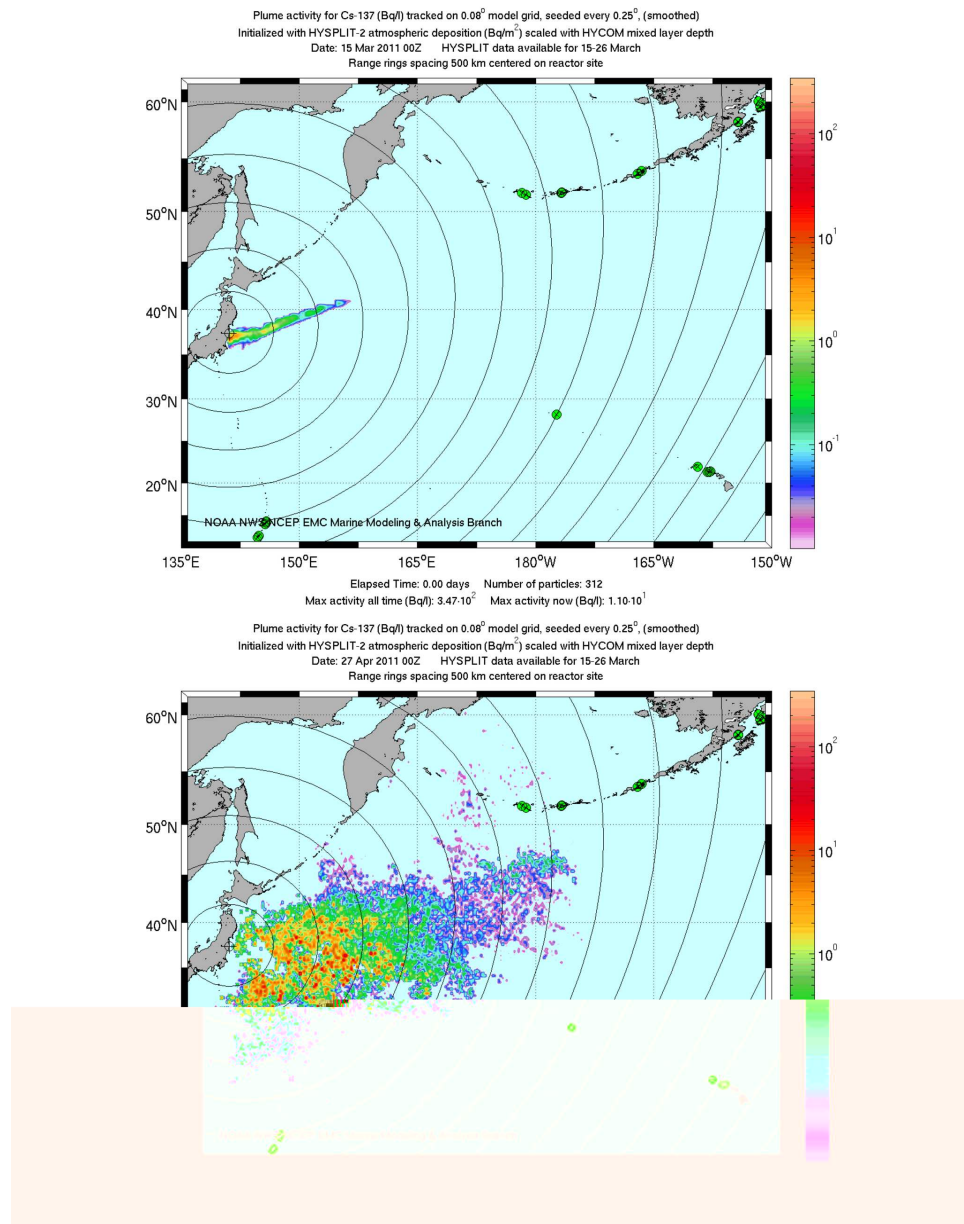 Plume activity for Cs-137 (Bq/l) tracked on 0.08⁰ model grid, seeded every 0.25⁰, (smoothed)
Initialized with HYSPLIT-2 atmospheric deposition (Bq/m²) scaled with HYCOM mixed layer depth
Date: 15 Mar 2011 00Z HYSPLIT data available for 15-26 March
Range rings spacing 500 km centered on reactor site
60°N
50°N
40°N
30°N
20°N
10²
10¹
10⁰
10⁻¹
NOAA NWS NCEP EMC Marine Modeling & Analysis Branch
135°E 150°E 165°E 180°W 165°W 150°W
Elapsed Time: 0.00 days Number of particles: 312
Max activity all time (Bq/l): 3.47·10² Max activity now (Bq/l): 1.10·10¹
Plume activity for Cs-137 (Bq/l) tracked on 0.08⁰ model grid, seeded every 0.25⁰, (smoothed)
Initialized with HYSPLIT-2 atmospheric deposition (Bq/m²) scaled with HYCOM mixed layer depth
Date: 27 Apr 2011 00Z HYSPLIT data available for 15-26 March
Range rings spacing 500 km centered on reactor site
60°N
50°N
40°N
10²
10¹
10⁰